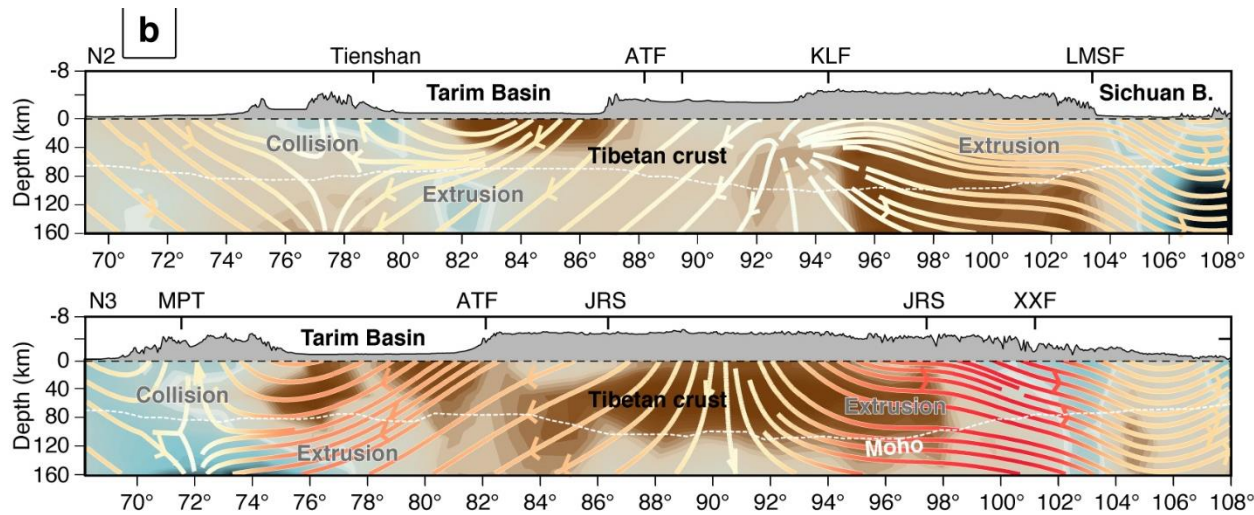 b
N2 Tienshan ATF KLF LMSF
-8
Tarim Basin Sichuan B.
0
Collision Extrusion
40
Tibetan crust
Depth (km)
80
Extrusion
120
160
70° 72° 74° 76° 78° 80° 82° 84° 86° 88° 90° 92° 94° 96° 98° 100° 102° 104° 106° 108°
N3 MPT ATF JRS JRS XXF
-8
Tarim Basin
0
Collision
40
Tibetan crust Extrusion
Depth (km)
80
Extrusion Moho
120
160
70° 72° 74° 76° 78° 80° 82° 84° 86° 88° 90° 92° 94° 96° 98° 100° 102° 104° 106° 108°